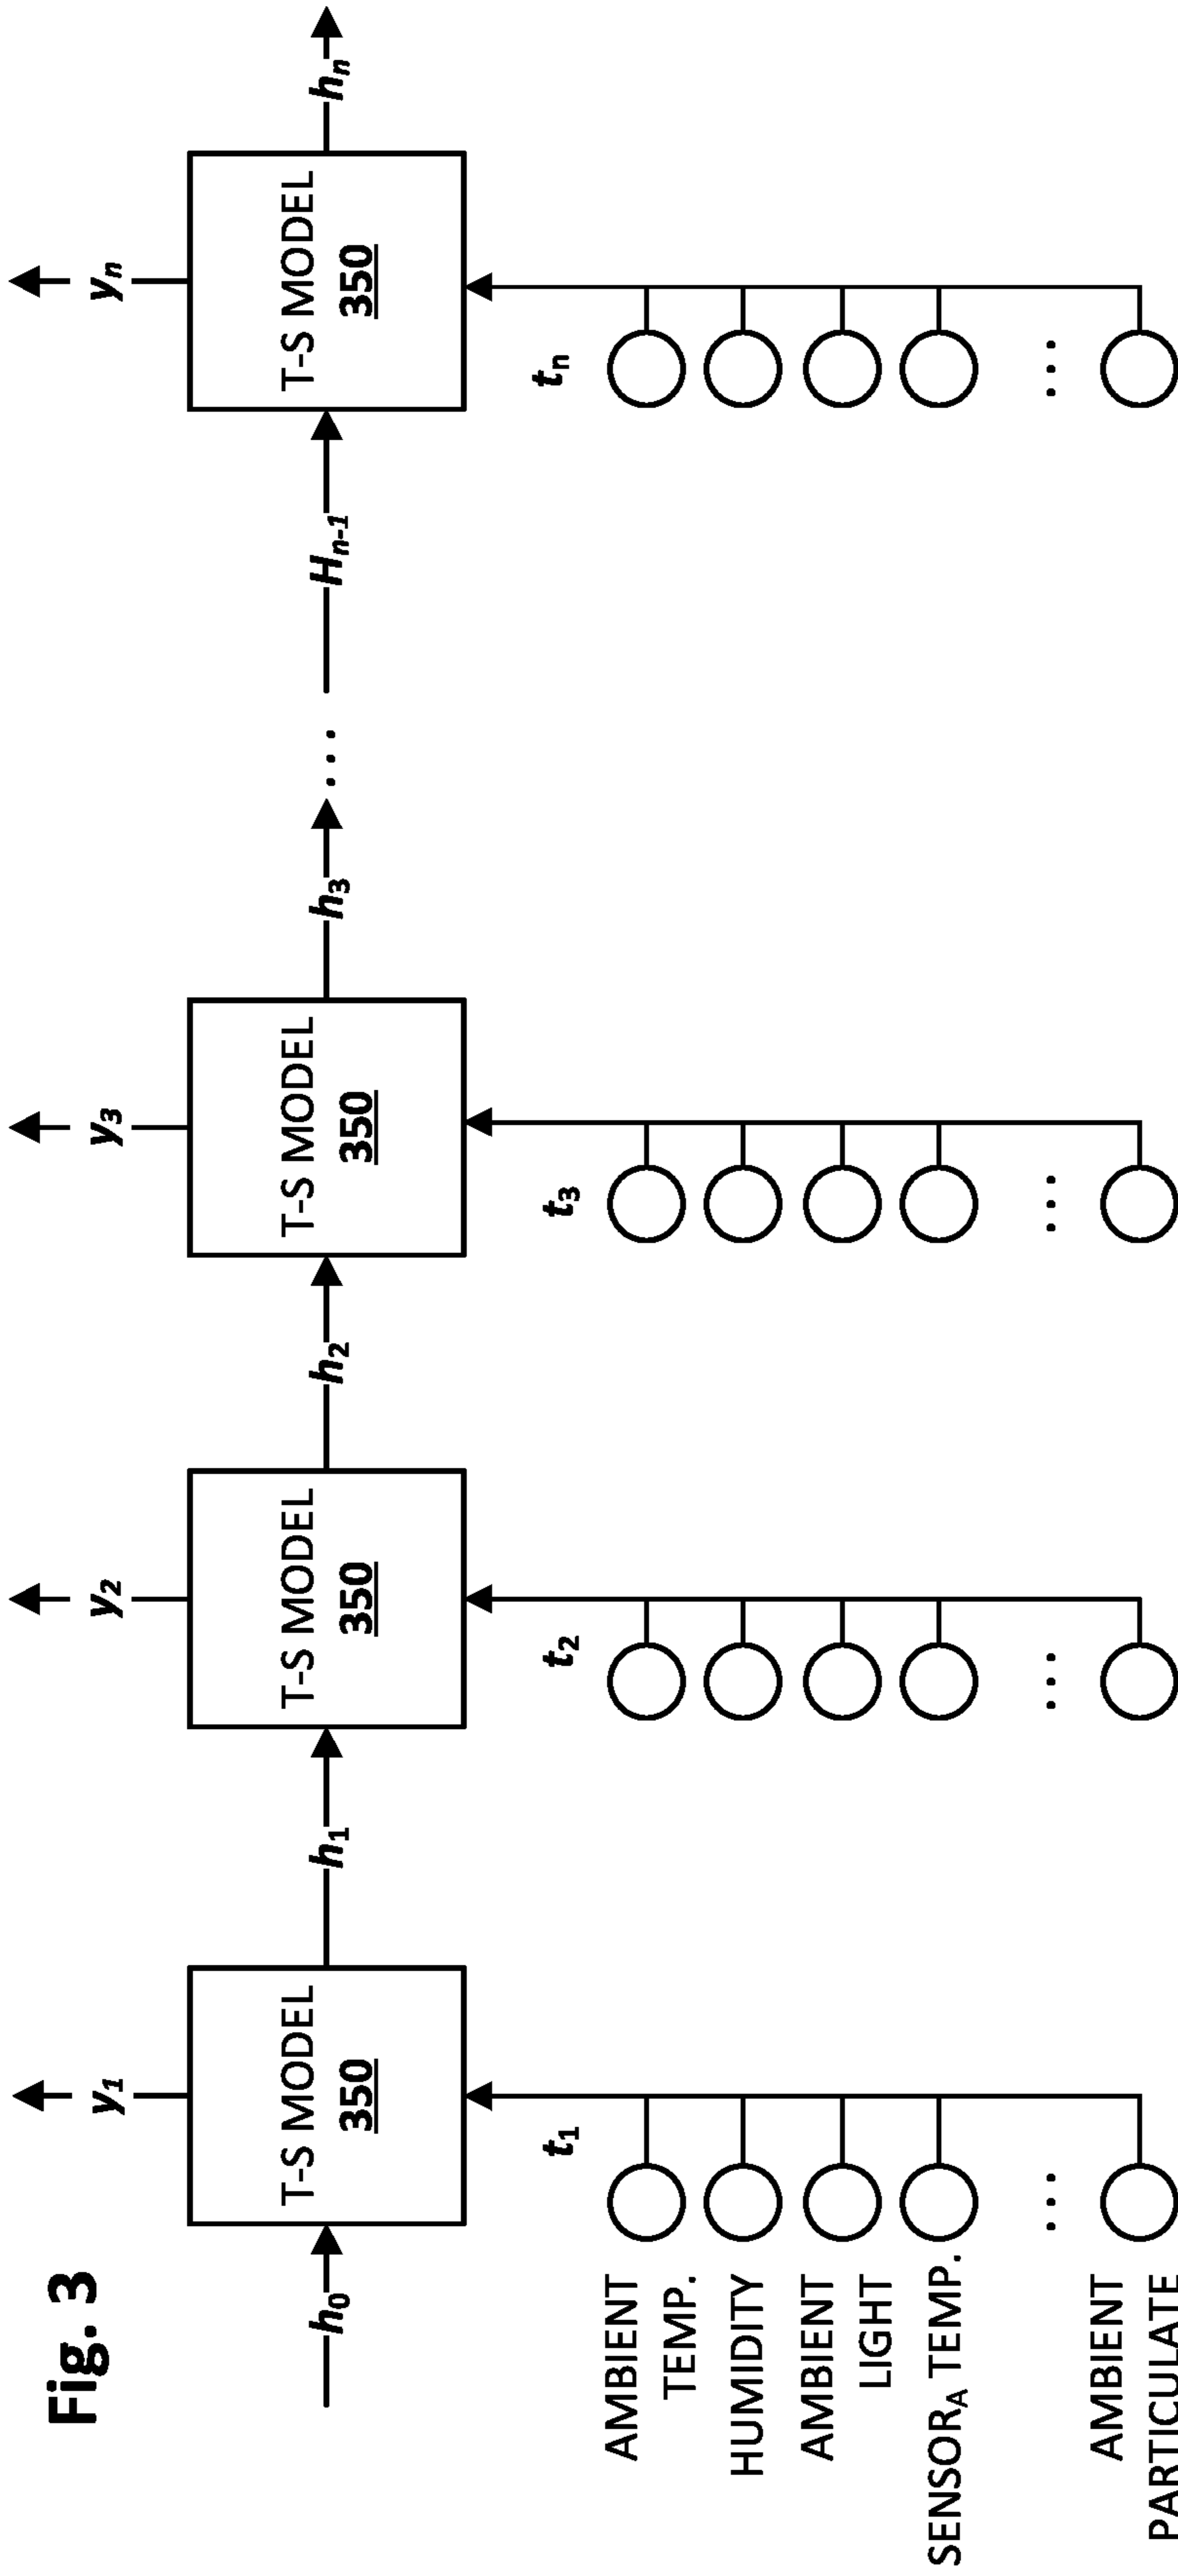 Fig. 3
y1
y2
y3
yn
h0
T-S MODEL
350
h1
T-S MODEL
350
h2
T-S MODEL
350
h3
...
Hn-1
T-S MODEL
350
hn
t1
t2
t3
tn
AMBIENT
TEMP.
HUMIDITY
AMBIENT
LIGHT
SENSORA TEMP.
... ... ... ...
AMBIENT
PARTICULATE